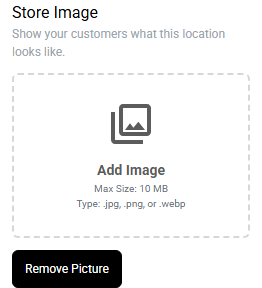 Store Image
Show your customers what this location
looks like.
Add Image
Max Size: 10 MB
Type: .jpg, .png, or .webp
Remove Picture